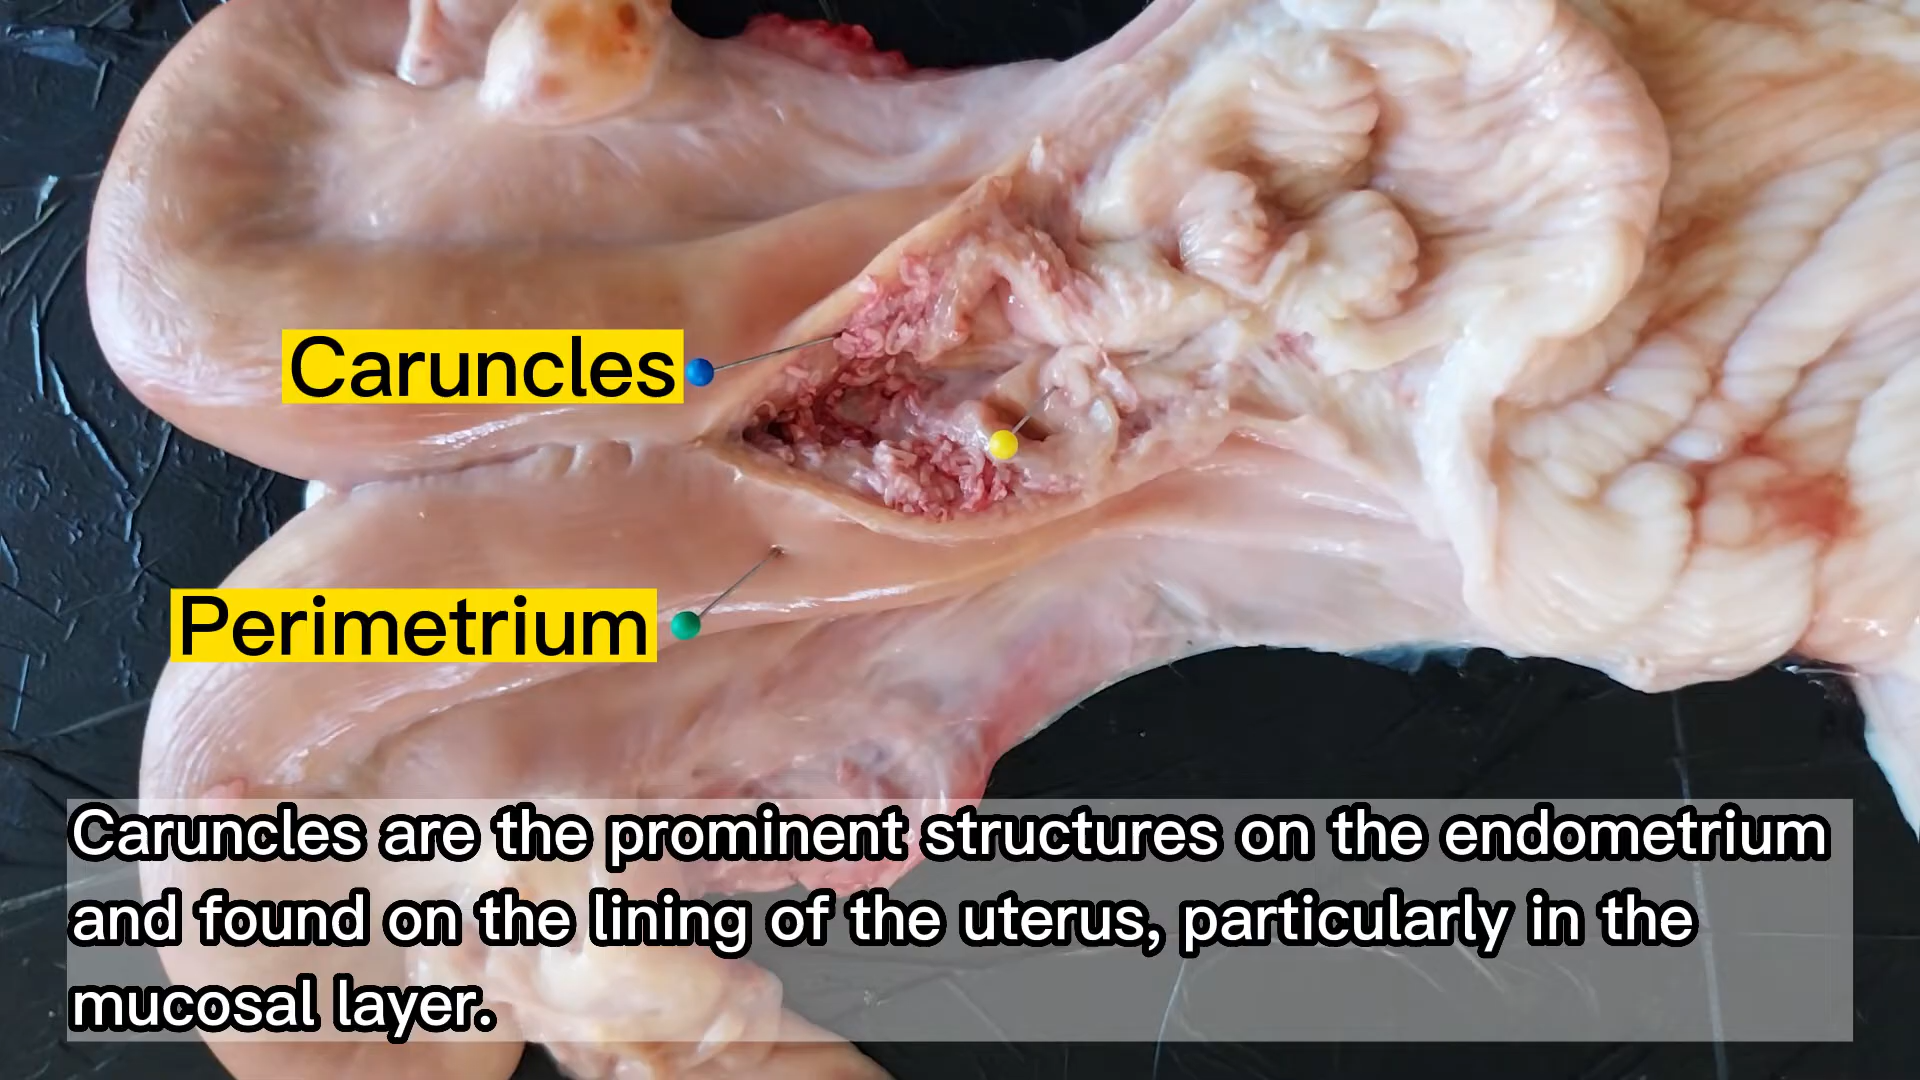 Caruncles
Perimetrium
Caruncles are the prominent structures on the endometrium
and found on the lining of the uterus, particularly in the
mucosal layer.